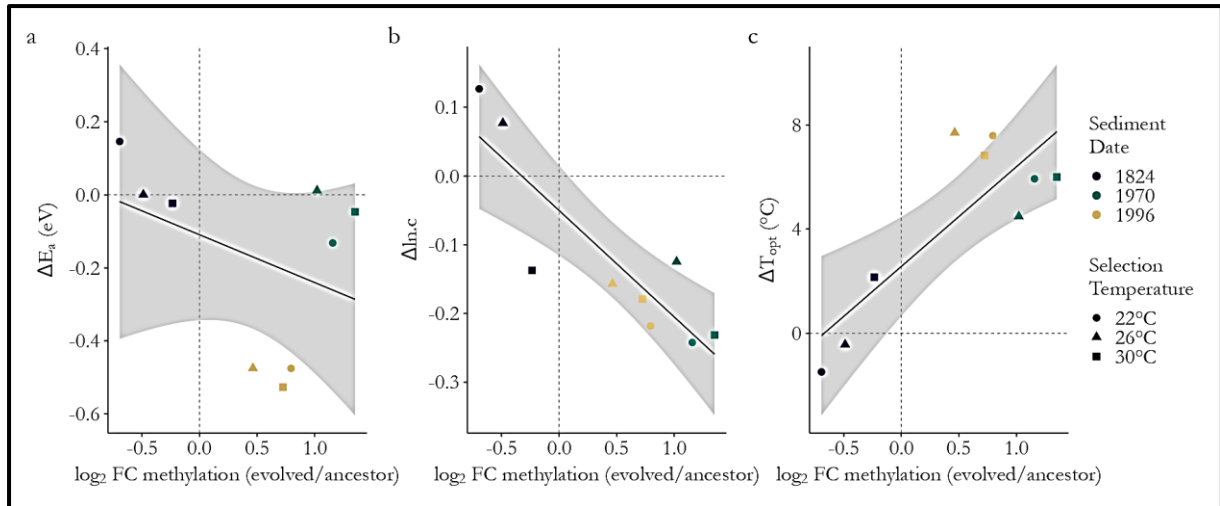 a
0.4
0.2
0.0
-0.2
-0.4
-0.6
ΔEₐ (eV)
-0.5 0.0 0.5 1.0
log₂ FC methylation (evolved/ancestor)
b
0.1
0.0
-0.1
-0.2
-0.3
Δln.c
-0.5 0.0 0.5 1.0
log₂ FC methylation (evolved/ancestor)
c
8
4
0
ΔTₒₚₜ (°C)
-0.5 0.0 0.5 1.0
log₂ FC methylation (evolved/ancestor)
Sediment
Date
1824
1970
1996
Selection
Temperature
22°C
26°C
30°C